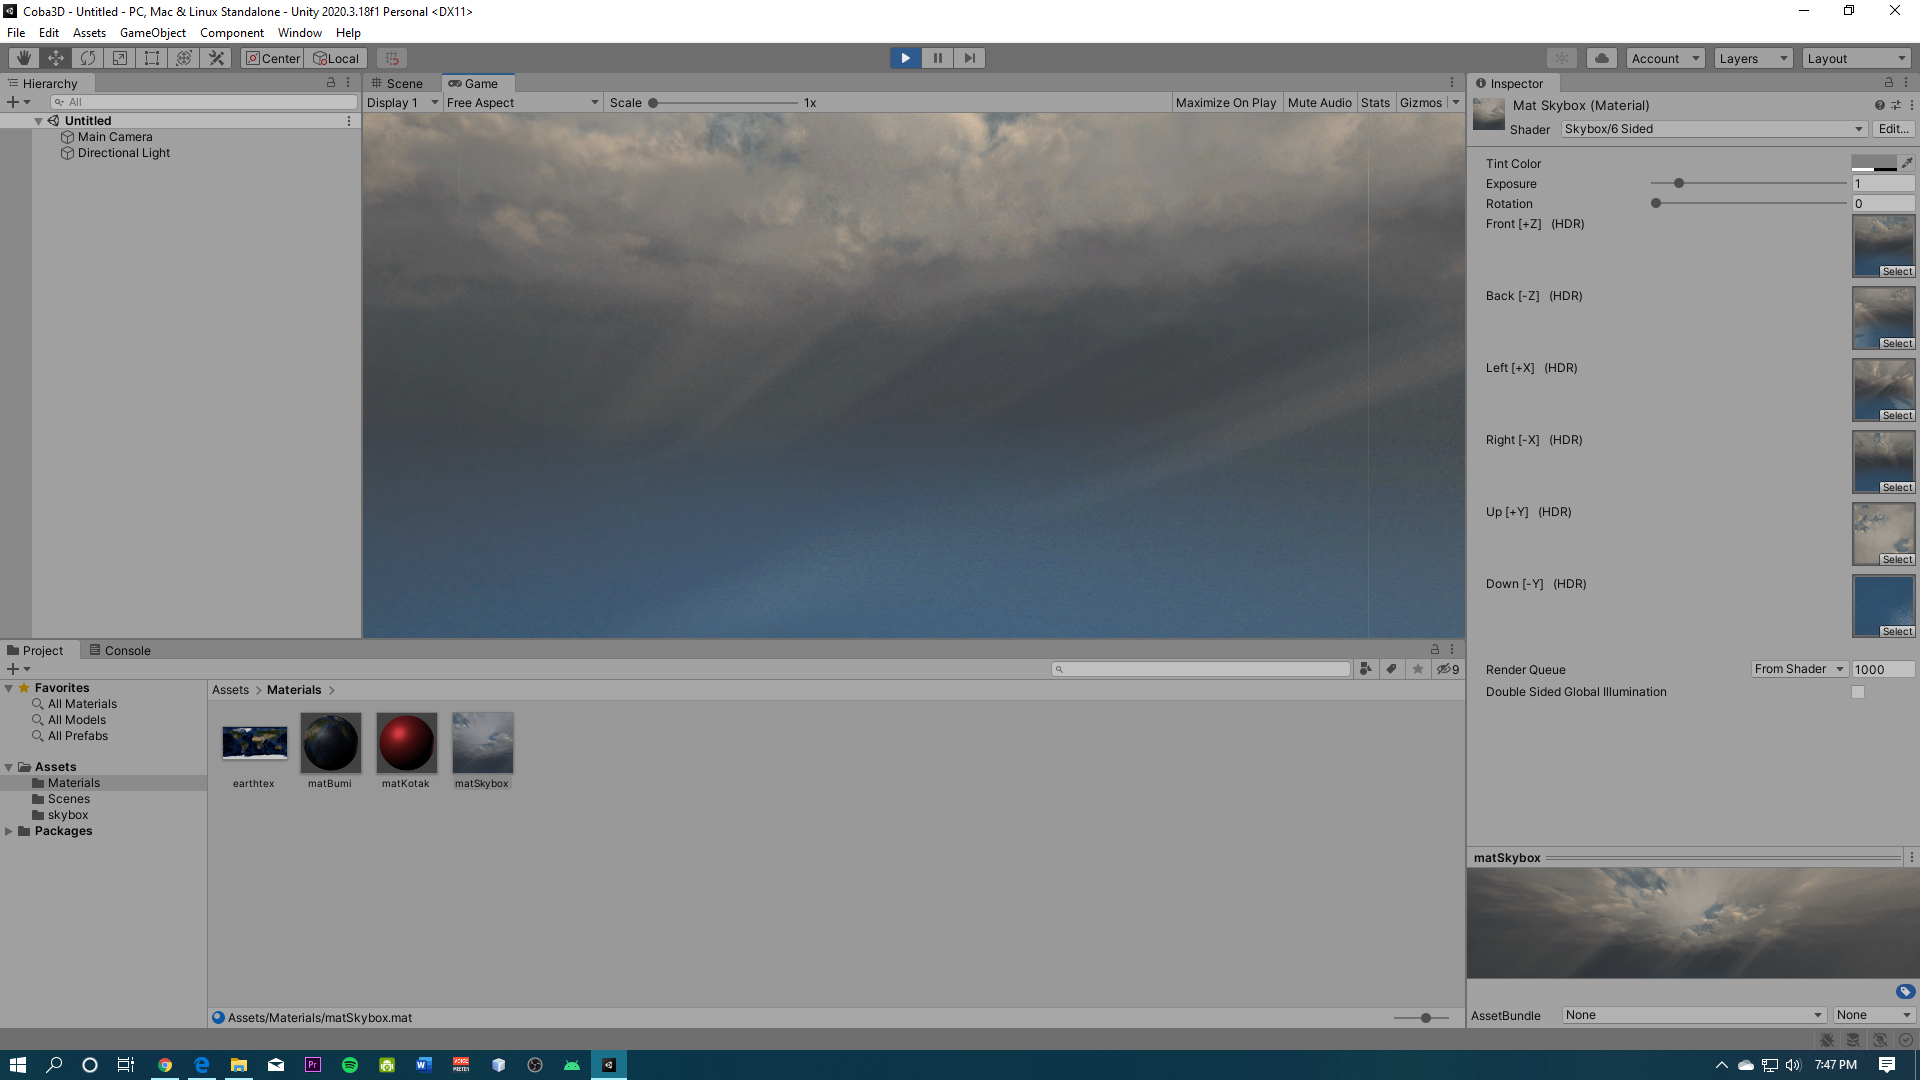 Coba3D - Untitled - PC, Mac & Linux Standalone - Unity 2020.3.18f1 Personal <DX11>
File Edit Assets GameObject Component Window Help
Center Local Account Layers Layout
Hierarchy
All
Untitled
Main Camera
Directional Light
Scene Game
Display 1 Free Aspect Scale 1x Maximize On Play Mute Audio Stats Gizmos
Inspector
Mat Skybox (Material)
Shader Skybox/6 Sided Edit...
Tint Color
Exposure 1
Rotation 0
Front [+Z] (HDR)
Select
Back [-Z] (HDR)
Select
Left [+X] (HDR)
Select
Right [-X] (HDR)
Select
Up [+Y] (HDR)
Select
Down [-Y] (HDR)
Select
Render Queue From Shader 1000
Double Sided Global Illumination
Project Console
9
Favorites
All Materials
All Models
All Prefabs
Assets
Materials
Scenes
skybox
Packages
Assets > Materials >
earthtex matBumi matKotak matSkybox
Assets/Materials/matSkybox.mat
matSkybox
AssetBundle None None
Pr
W
7:47 PM